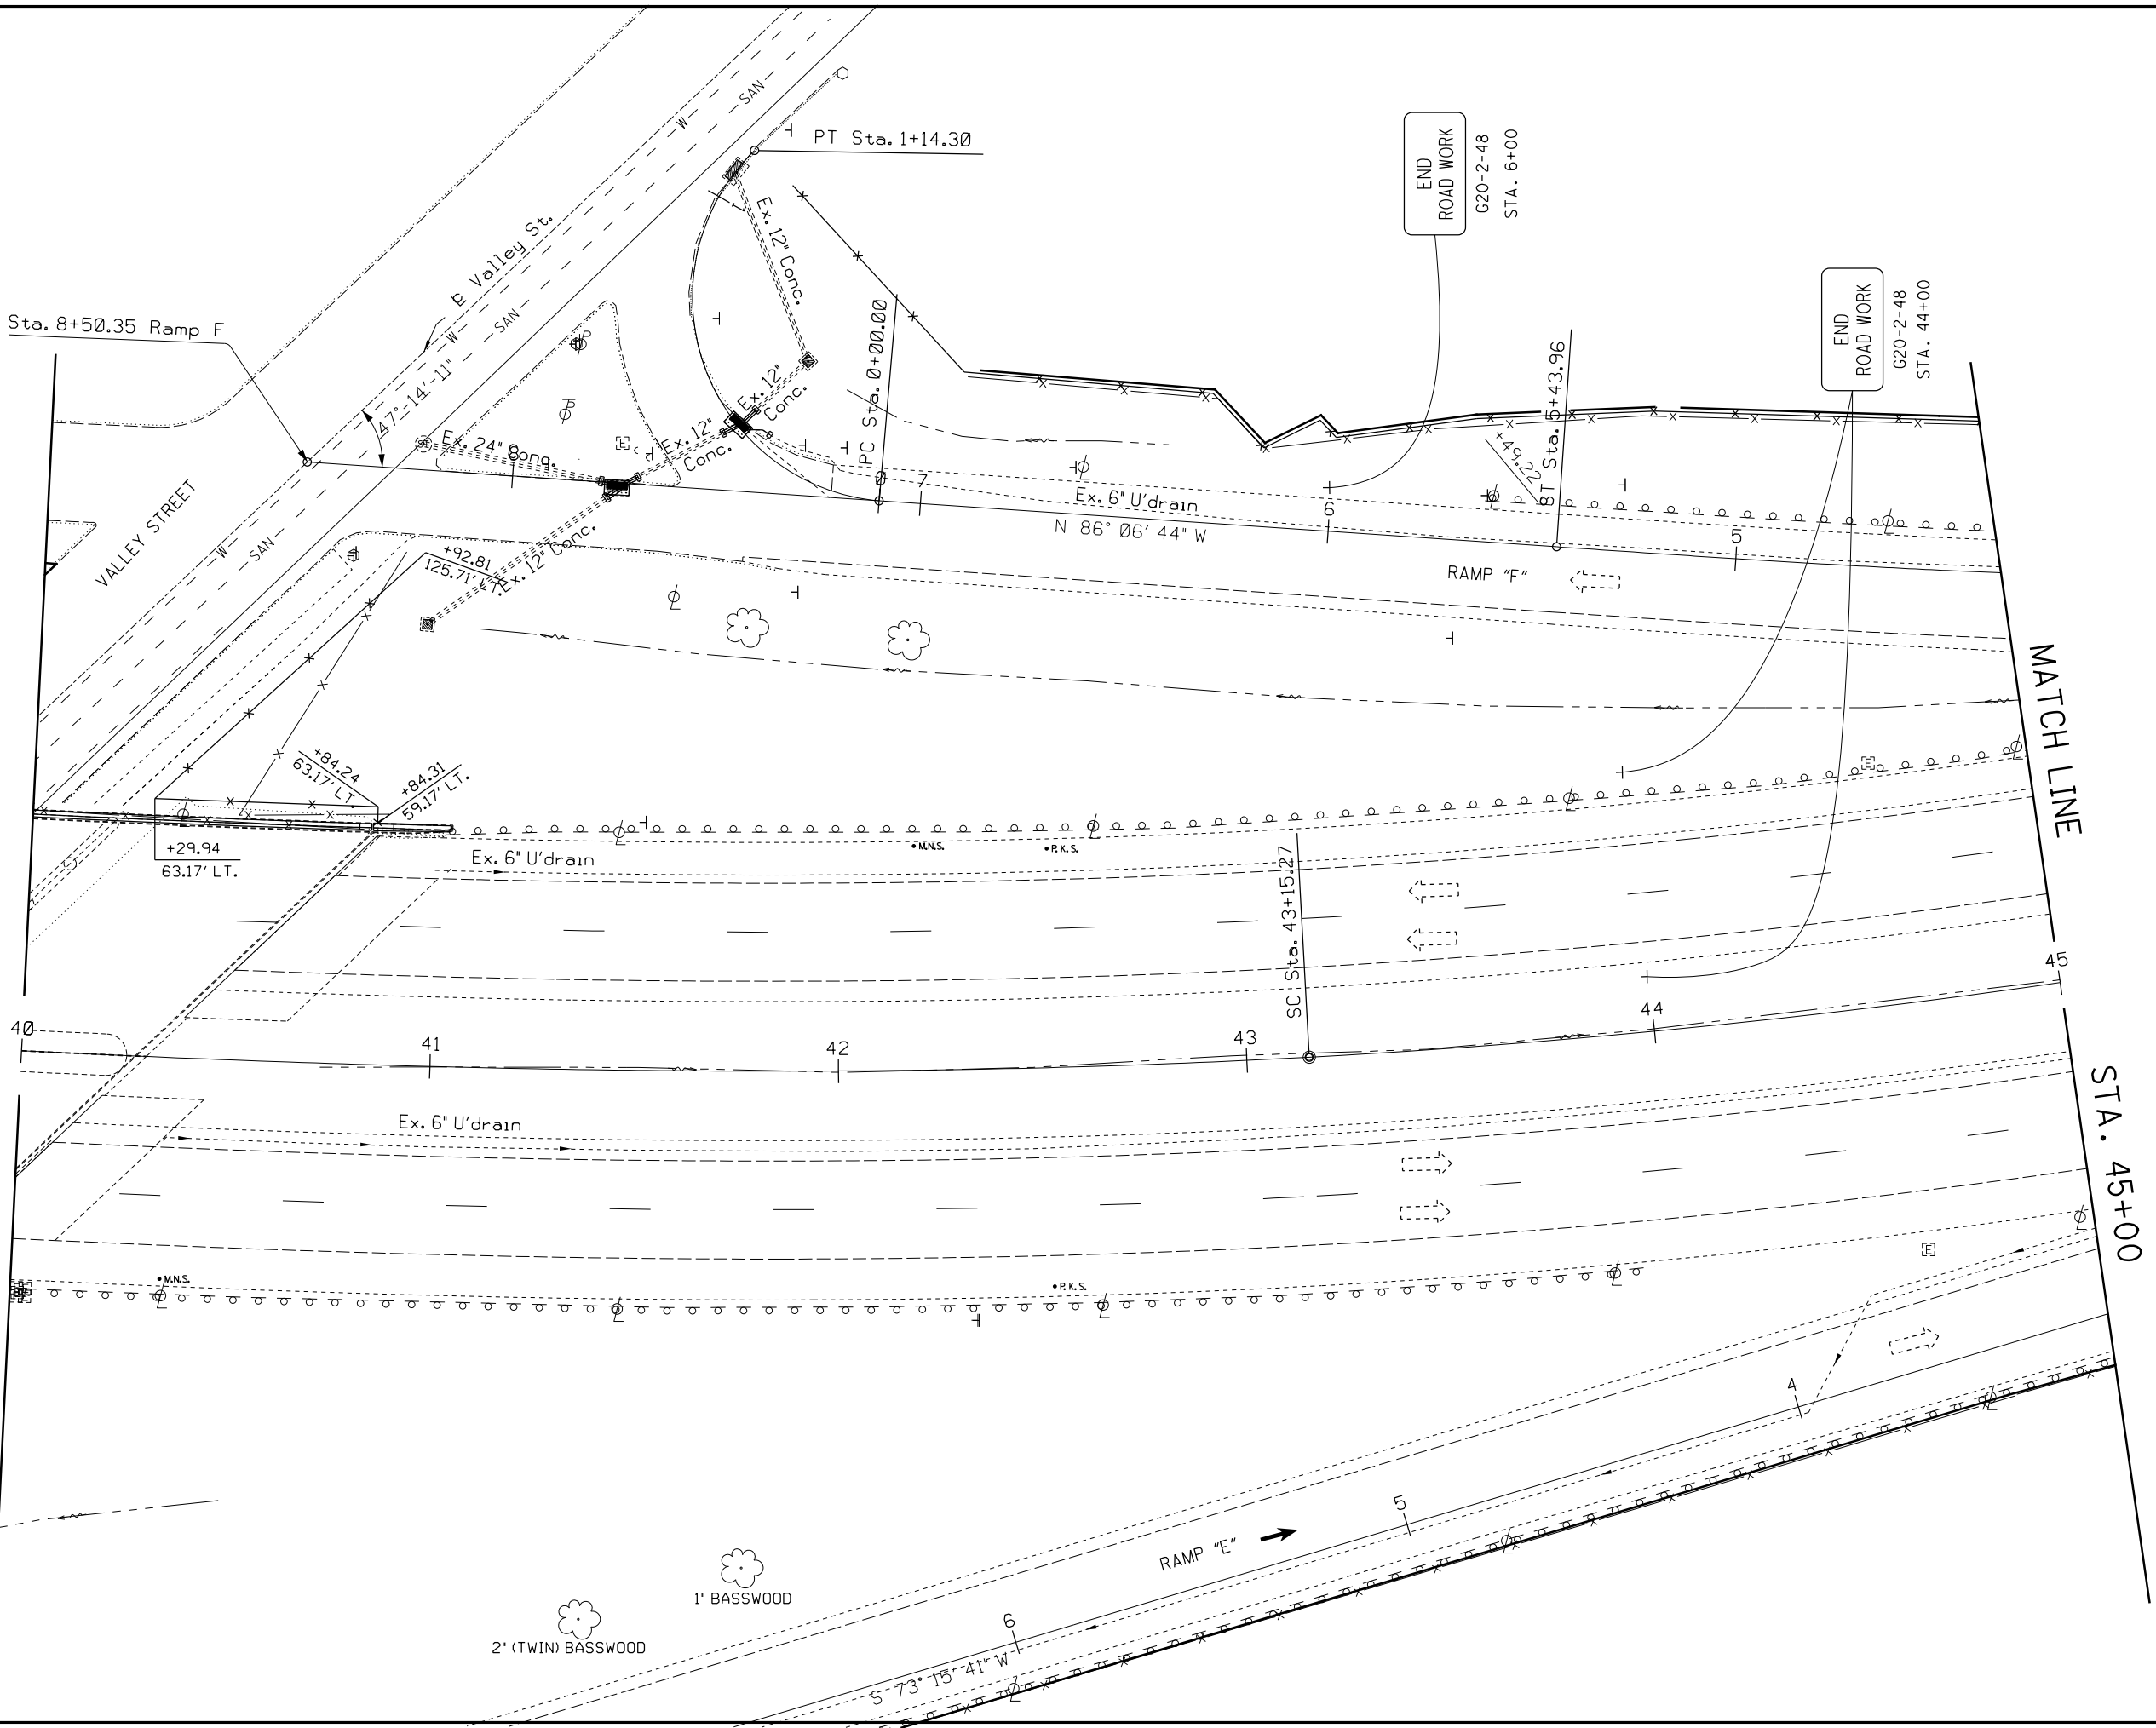 PT Sta. 1+14.30
SAN
W
Ex. 12" Conc.
END
ROAD WORK
G20-2-48
STA. 6+00
END
ROAD WORK
G20-2-48
STA. 44+00
℄ Valley St.
Sta. 8+50.35 Ramp F
W
SAN
47°-14'-11"
PC Sta. 0+00.00
Ex. 12"
Conc.
Ex. 12"
Conc.
Ex. 24" Conc.
8
E
0
7
6
5
Ex. 6" U'drain
N 86° 06' 44" W
ST Sta. 5+43.96
+49.22
RAMP "F"
VALLEY STREET
W
SAN
+92.81
125.71' LT.
Ex. 12" Conc.
MATCH LINE
STA. 45+00
+84.24
63.17' LT.
+84.31
59.17' LT.
+29.94
63.17' LT.
Ex. 6" U'drain
M.N.S.
P.K.S.
E
SC Sta. 43+15.27
40
41
42
43
44
45
Ex. 6" U'drain
M.N.S.
P.K.S.
E
4
5
6
RAMP "E"
S 73° 15' 41" W
1" BASSWOOD
2" (TWIN) BASSWOOD